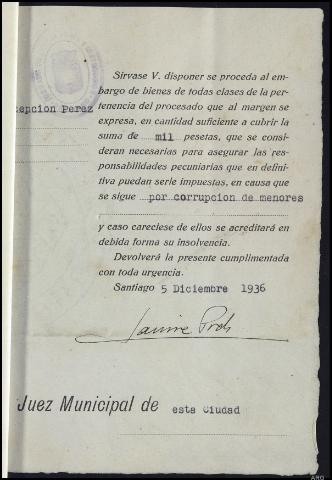 Sírvase V. disponer se proceda al em-
bargo de bienes de todas clases de la per-
tenencia del procesado que al margen se
expresa, en cantidad suficiente a cubrir la
suma de mil pesetas, que se consi-
deran necesarias para asegurar las res-
ponsabilidades pecuniarias que en defini-
tiva puedan serle impuestas, en causa que
se sigue por corrupcion de menores
y caso careciese de ellos se acreditará en
debida forma su insolvencia.
Devolverá la presente cumplimentada
con toda urgencia.
Santiago 5 Diciembre 1936
cepcion Perez
Jaime
Juez Municipal de esta Ciudad